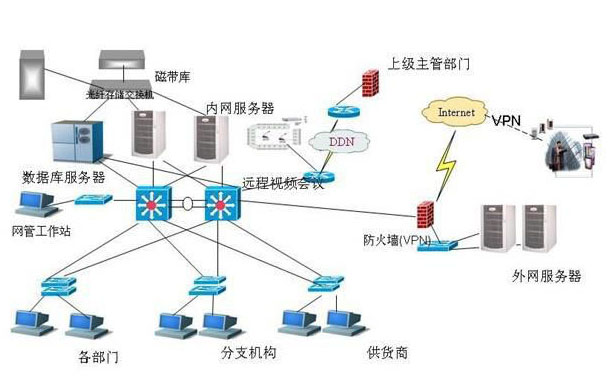 磁带库
上级主管部门
光纤存储交换机
内网服务器
Internet
VPN
DDN
数据库服务器
远程视频会议
网管工作站
防火墙(VPN)
外网服务器
各部门
分支机构
供货商